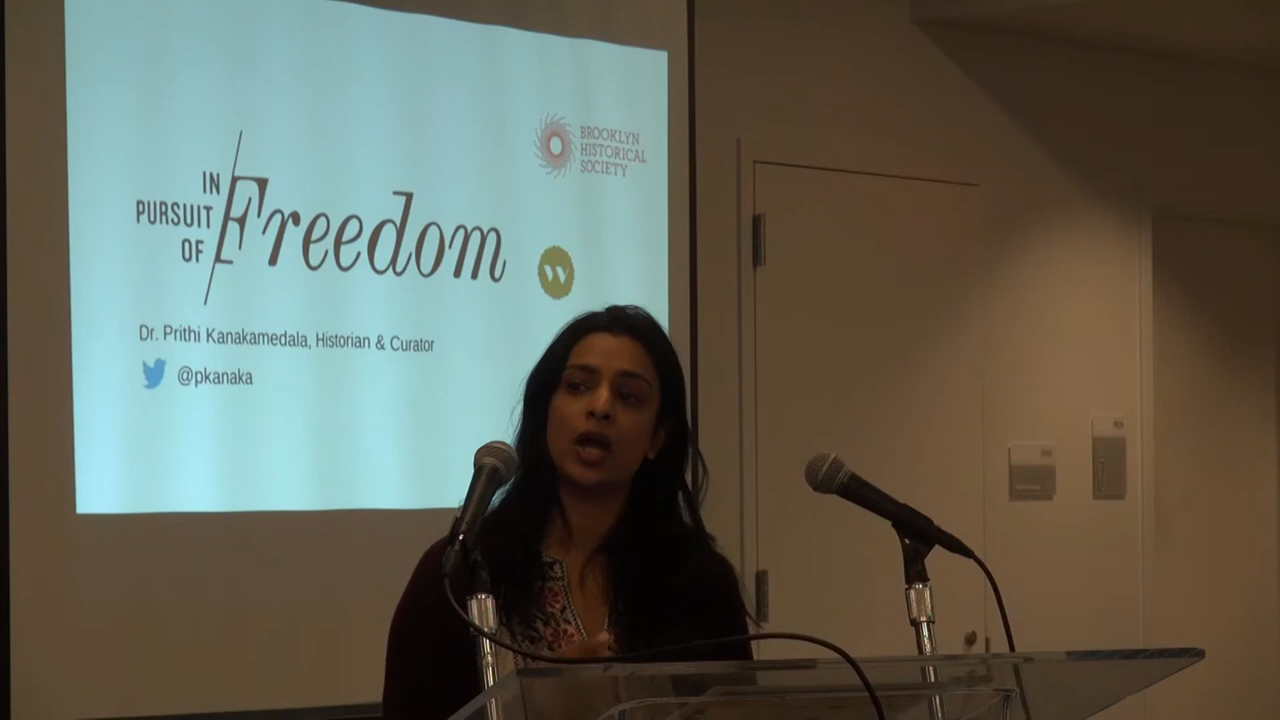 IN
PURSUIT
OF
Freedom
BROOKLYN
HISTORICAL
SOCIETY
W
Dr. Prithi Kanakamedala, Historian & Curator
@pkanaka